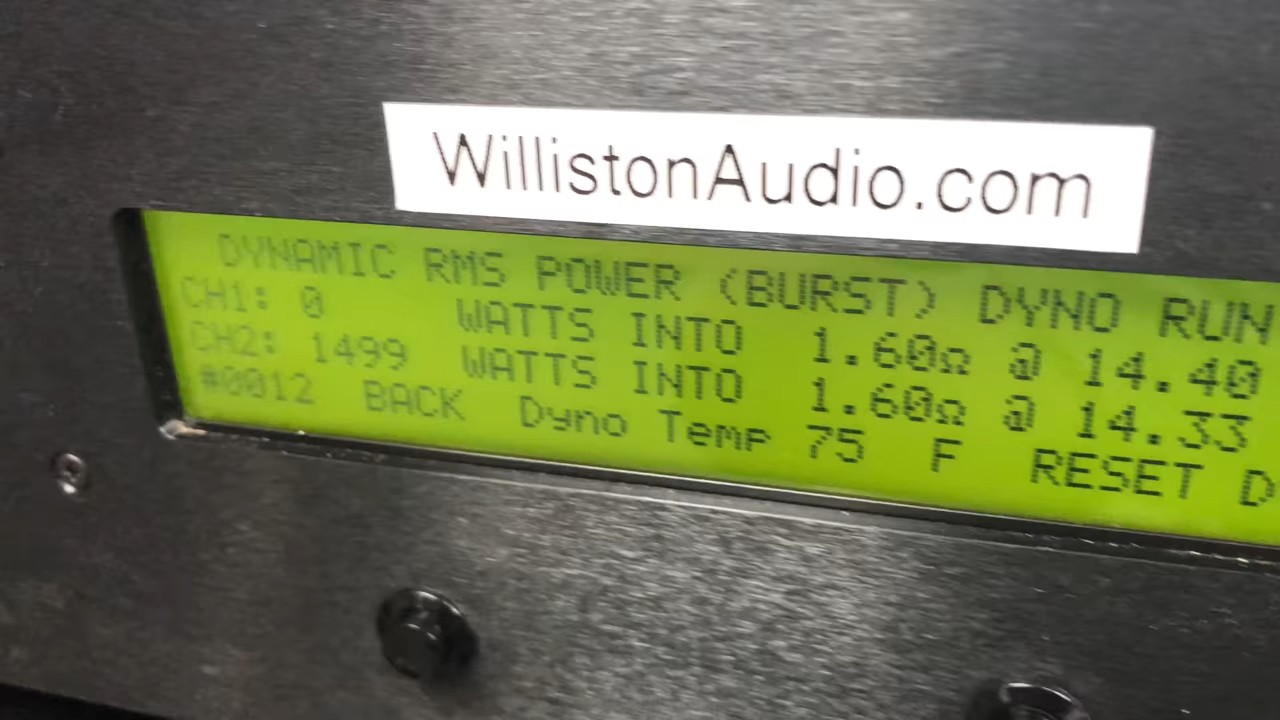 WillistonAudio.com
DYNAMIC RMS POWER (BURST) DYNO RUN
CH1: 0 WATTS INTO 1.60Ω @ 14.40
CH2: 1499 WATTS INTO 1.60Ω @ 14.33
#0012 BACK Dyno Temp 75 F RESET D